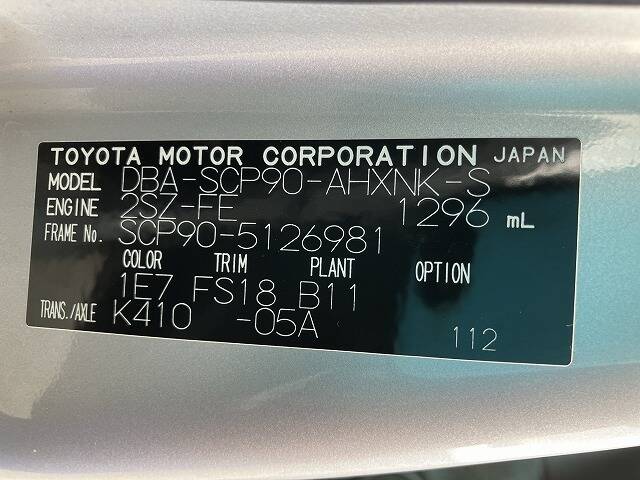 TOYOTA MOTOR CORPORATION JAPAN
MODEL DBA-SCP90-AHXNK-S
ENGINE 2SZ-FE 1296 mL
FRAME No. SCP90-5126981
COLOR TRIM PLANT OPTION
1E7 FS18 B11
TRANS./AXLE K410 -05A
112